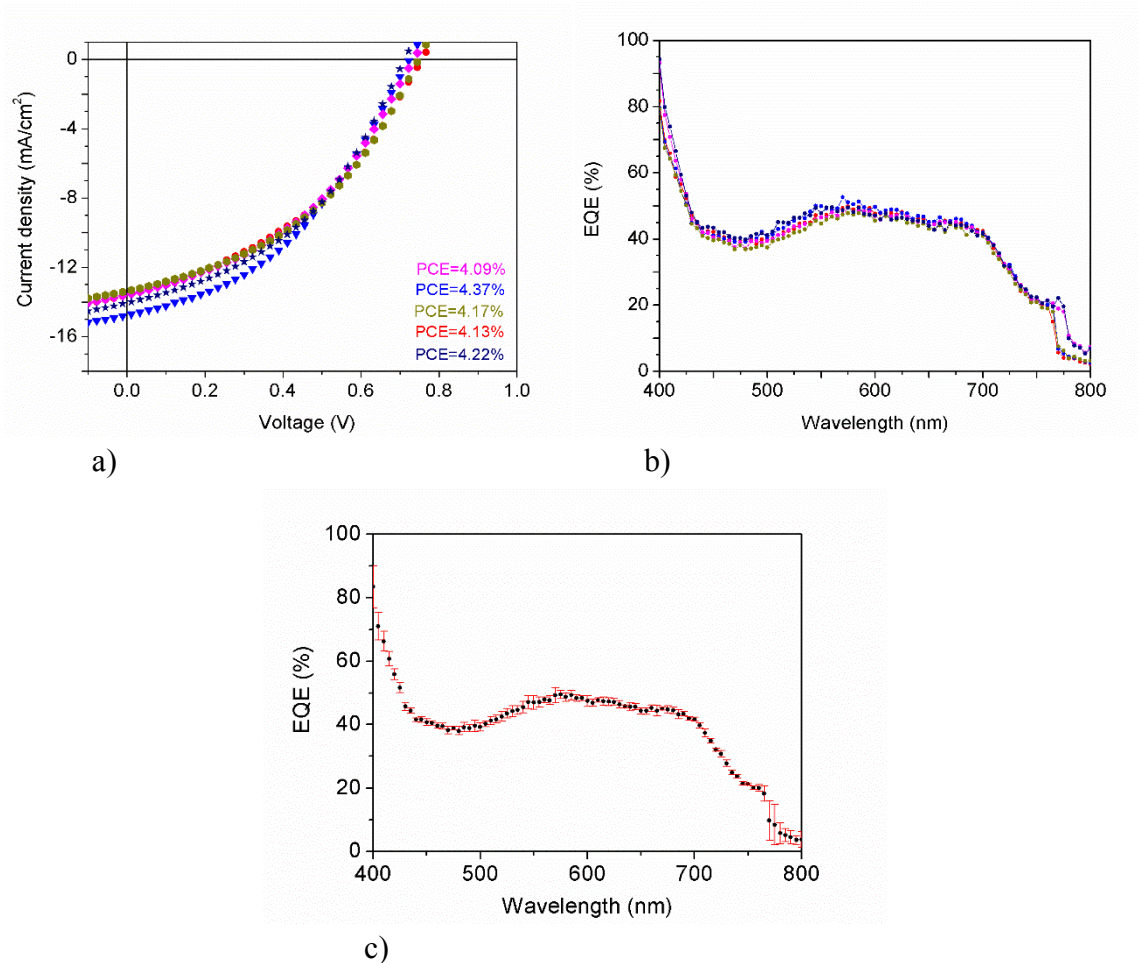 0
-4
-8
-12
-16
Current density (mA/cm²)
PCE=4.09%
PCE=4.37%
PCE=4.17%
PCE=4.13%
PCE=4.22%
0.0 0.2 0.4 0.6 0.8 1.0
Voltage (V)
a)
100
80
60
40
20
0
EQE (%)
400 500 600 700 800
Wavelength (nm)
b)
100
80
60
40
20
0
EQE (%)
400 500 600 700 800
Wavelength (nm)
c)